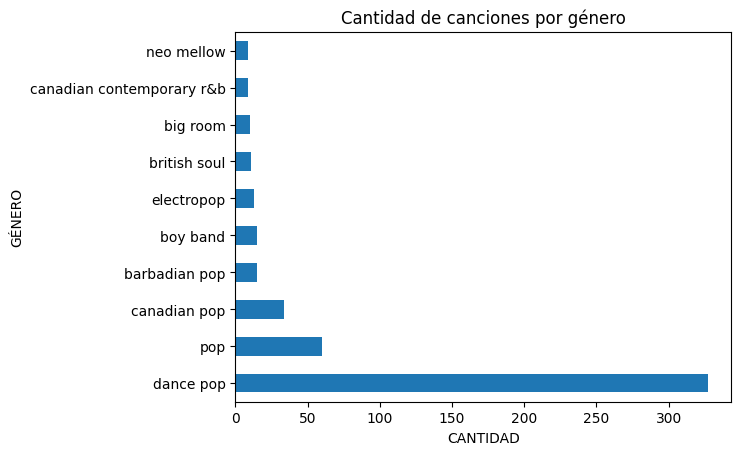 Cantidad de canciones por género
neo mellow
canadian contemporary r&b
big room
british soul
electropop
boy band
barbadian pop
canadian pop
pop
dance pop
GÉNERO
0 50 100 150 200 250 300
CANTIDAD